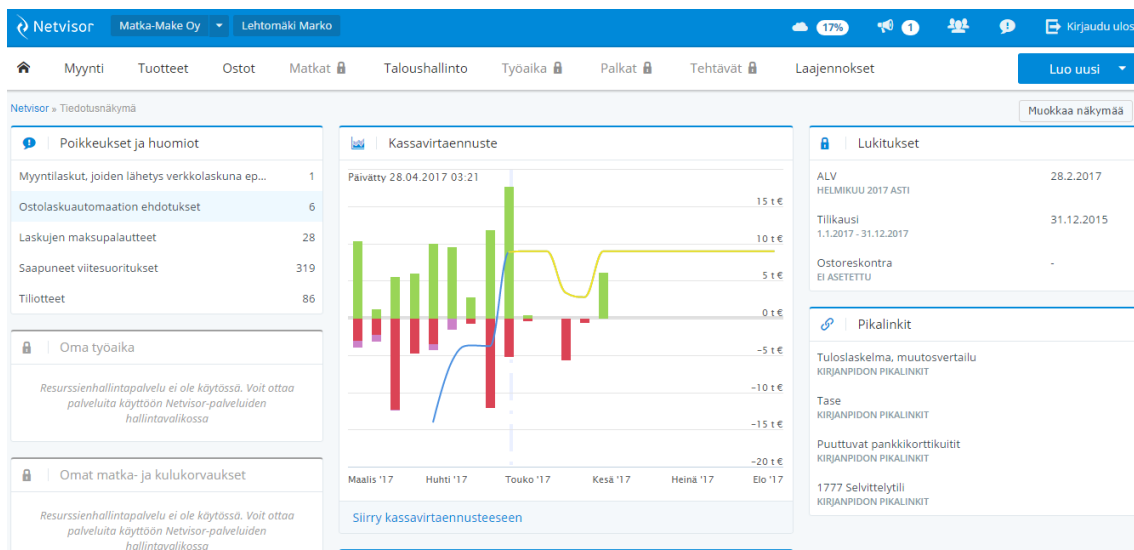 Netvisor Matka-Make Oy Lehtomäki Marko 17% 1 Kirjaudu ulos
Myynti Tuotteet Ostot Matkat Taloushallinto Työaika Palkat Tehtävät Laajennokset Luo uusi
Netvisor » Tiedotusnäkymä Muokkaa näkymää
Poikkeukset ja huomiot
Myyntilaskut, joiden lähetys verkkolaskuna ep... 1
Ostolaskuautomaation ehdotukset 6
Laskujen maksupalautteet 28
Saapuneet viitesuoritukset 319
Tiliotteet 86
Oma työaika
Resurssienhallintapalvelu ei ole käytössä. Voit ottaa
palveluita käyttöön Netvisor-palveluiden
hallintavalikossa
Omat matka- ja kulukorvaukset
Resurssienhallintapalvelu ei ole käytössä. Voit ottaa
palveluita käyttöön Netvisor-palveluiden
hallintavalikossa
Kassavirtaennuste
Päivätty 28.04.2017 03:21
15 t €
10 t €
5 t €
0 t €
−5 t €
−10 t €
−15 t €
−20 t €
Maalis '17 Huhti '17 Touko '17 Kesä '17 Heinä '17 Elo '17
Siirry kassavirtaennusteeseen
Lukitukset
ALV 28.2.2017
HELMIKUU 2017 ASTI
Tilikausi 31.12.2015
1.1.2017 - 31.12.2017
Ostoreskontra -
EI ASETETTU
Pikalinkit
Tuloslaskelma, muutosvertailu
KIRJANPIDON PIKALINKIT
Tase
KIRJANPIDON PIKALINKIT
Puuttuvat pankkikorttikuitit
KIRJANPIDON PIKALINKIT
1777 Selvittelytili
KIRJANPIDON PIKALINKIT